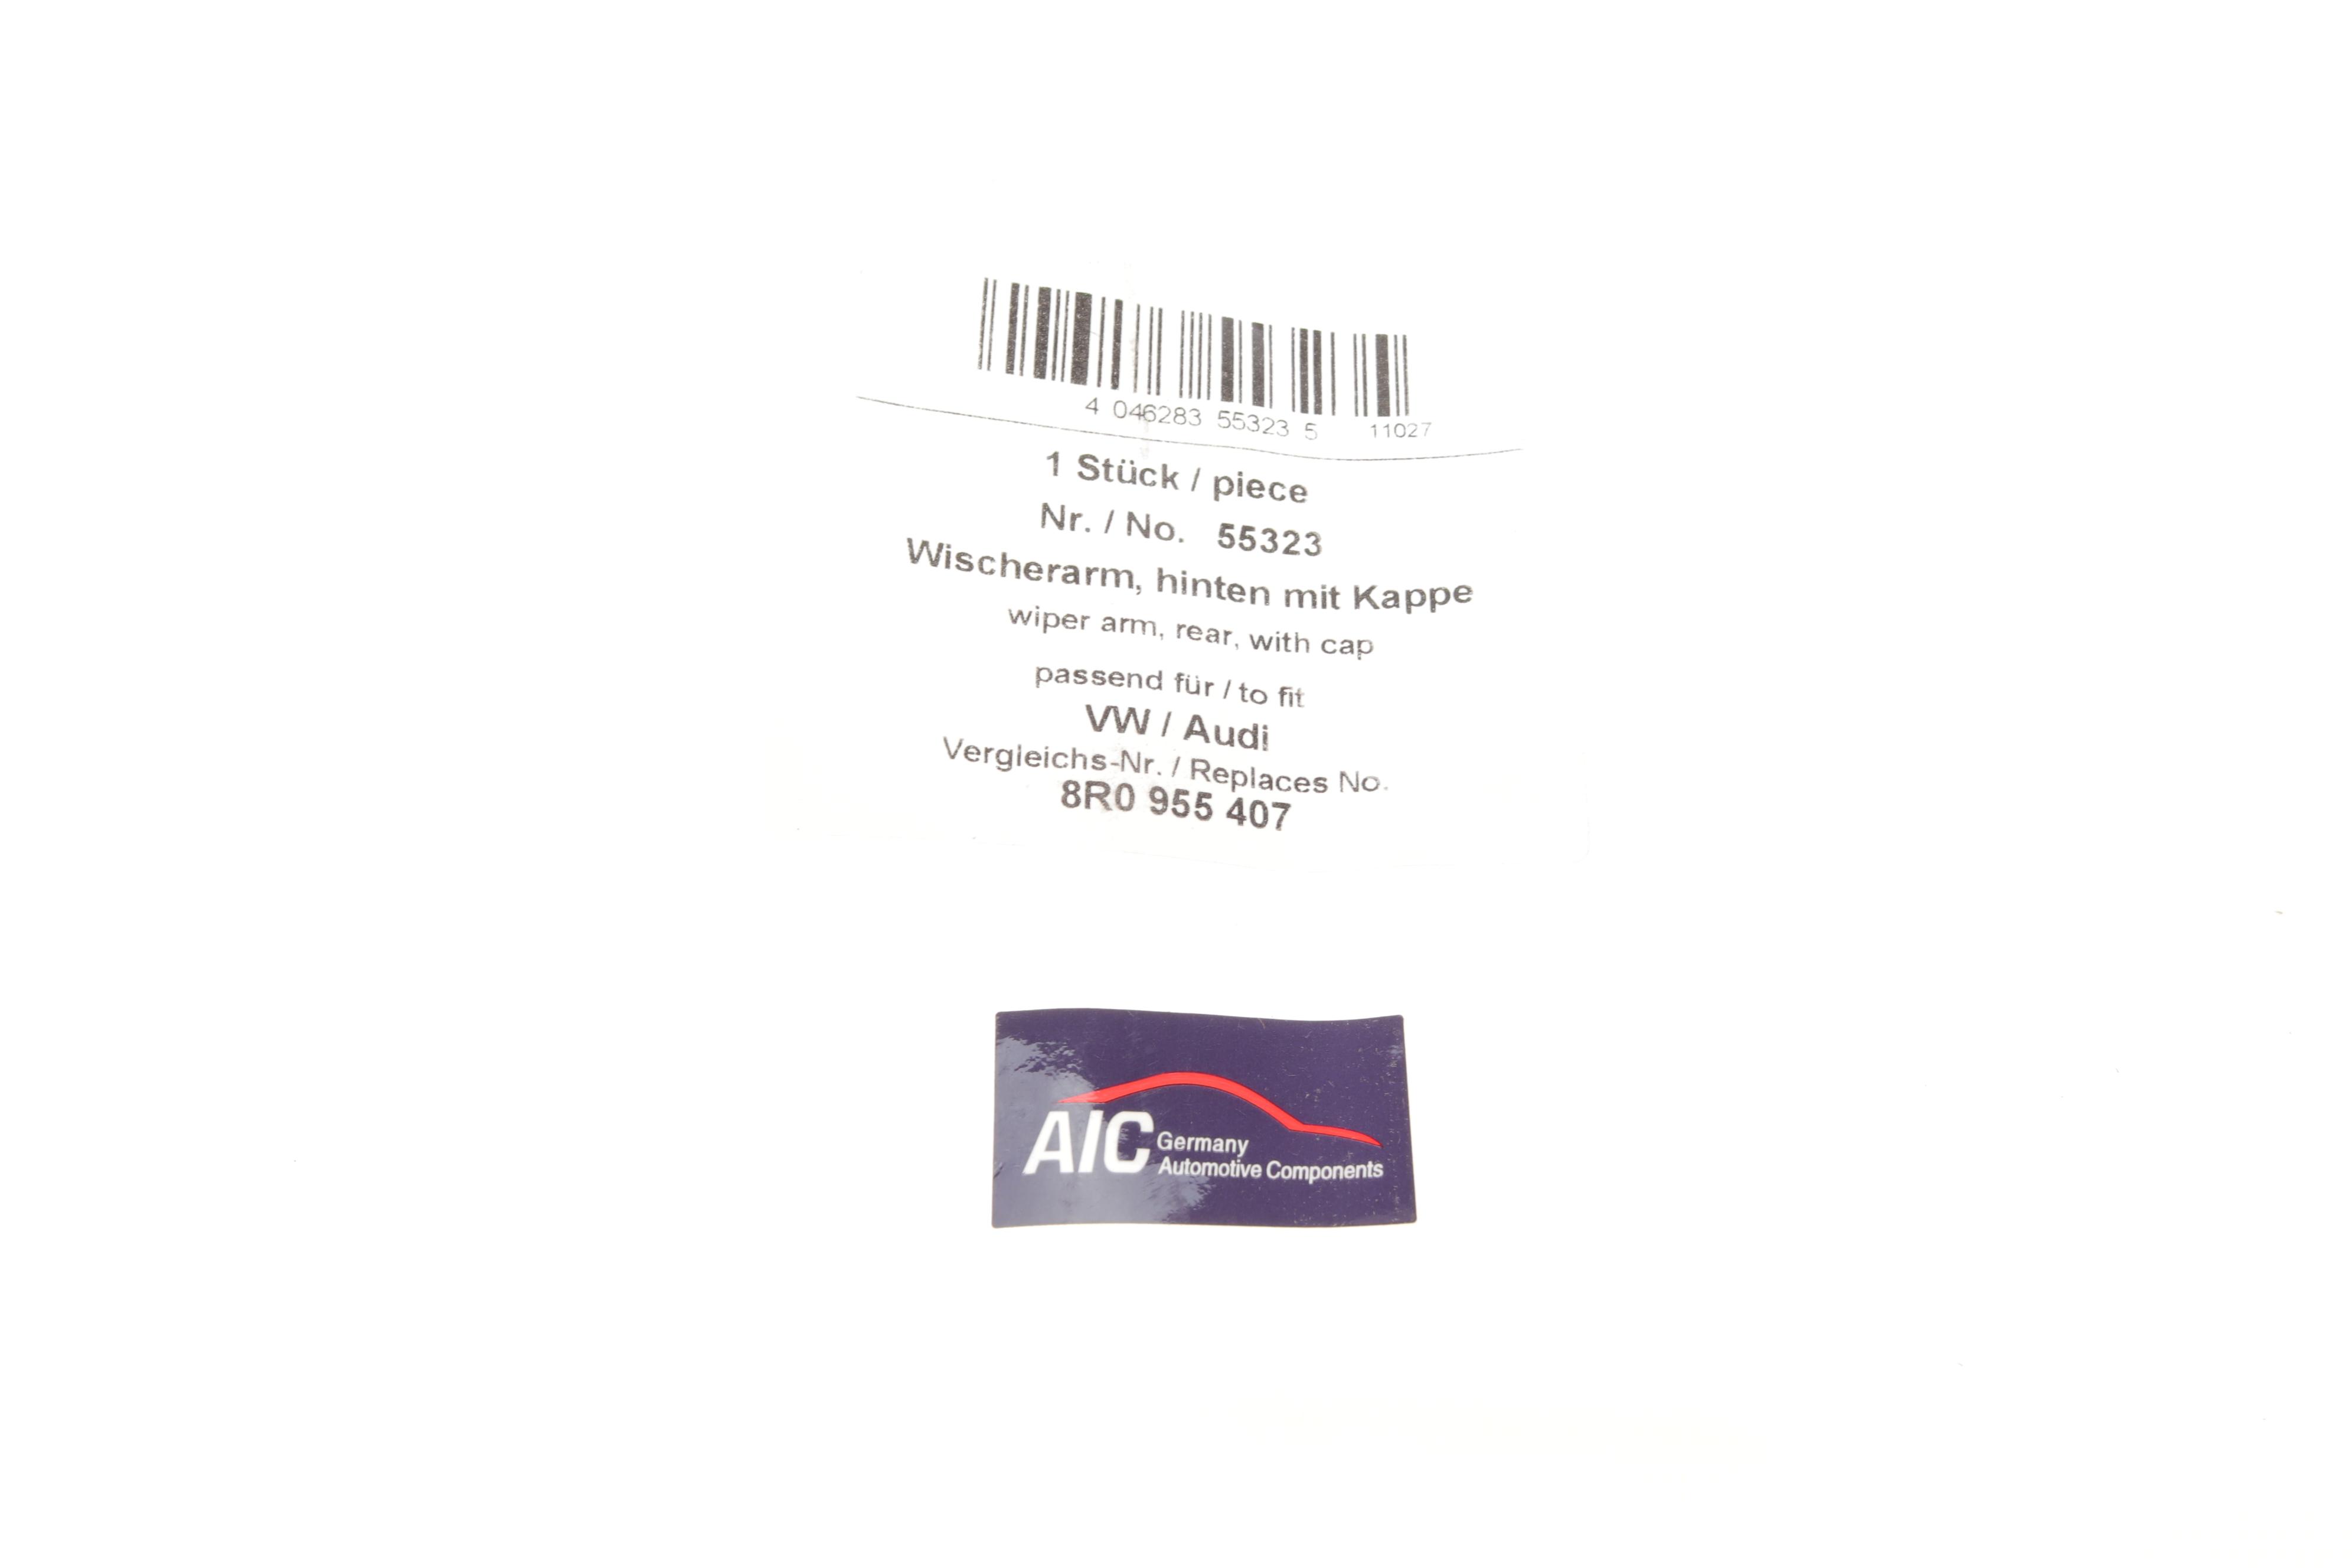 4 046283 55323 5 11027
1 Stück / piece
Nr. / No. 55323
Wischerarm, hinten mit Kappe
wiper arm, rear, with cap
passend für / to fit
VW / Audi
Vergleichs-Nr. / Replaces No.
8R0 955 407
AIC Germany
Automotive Components